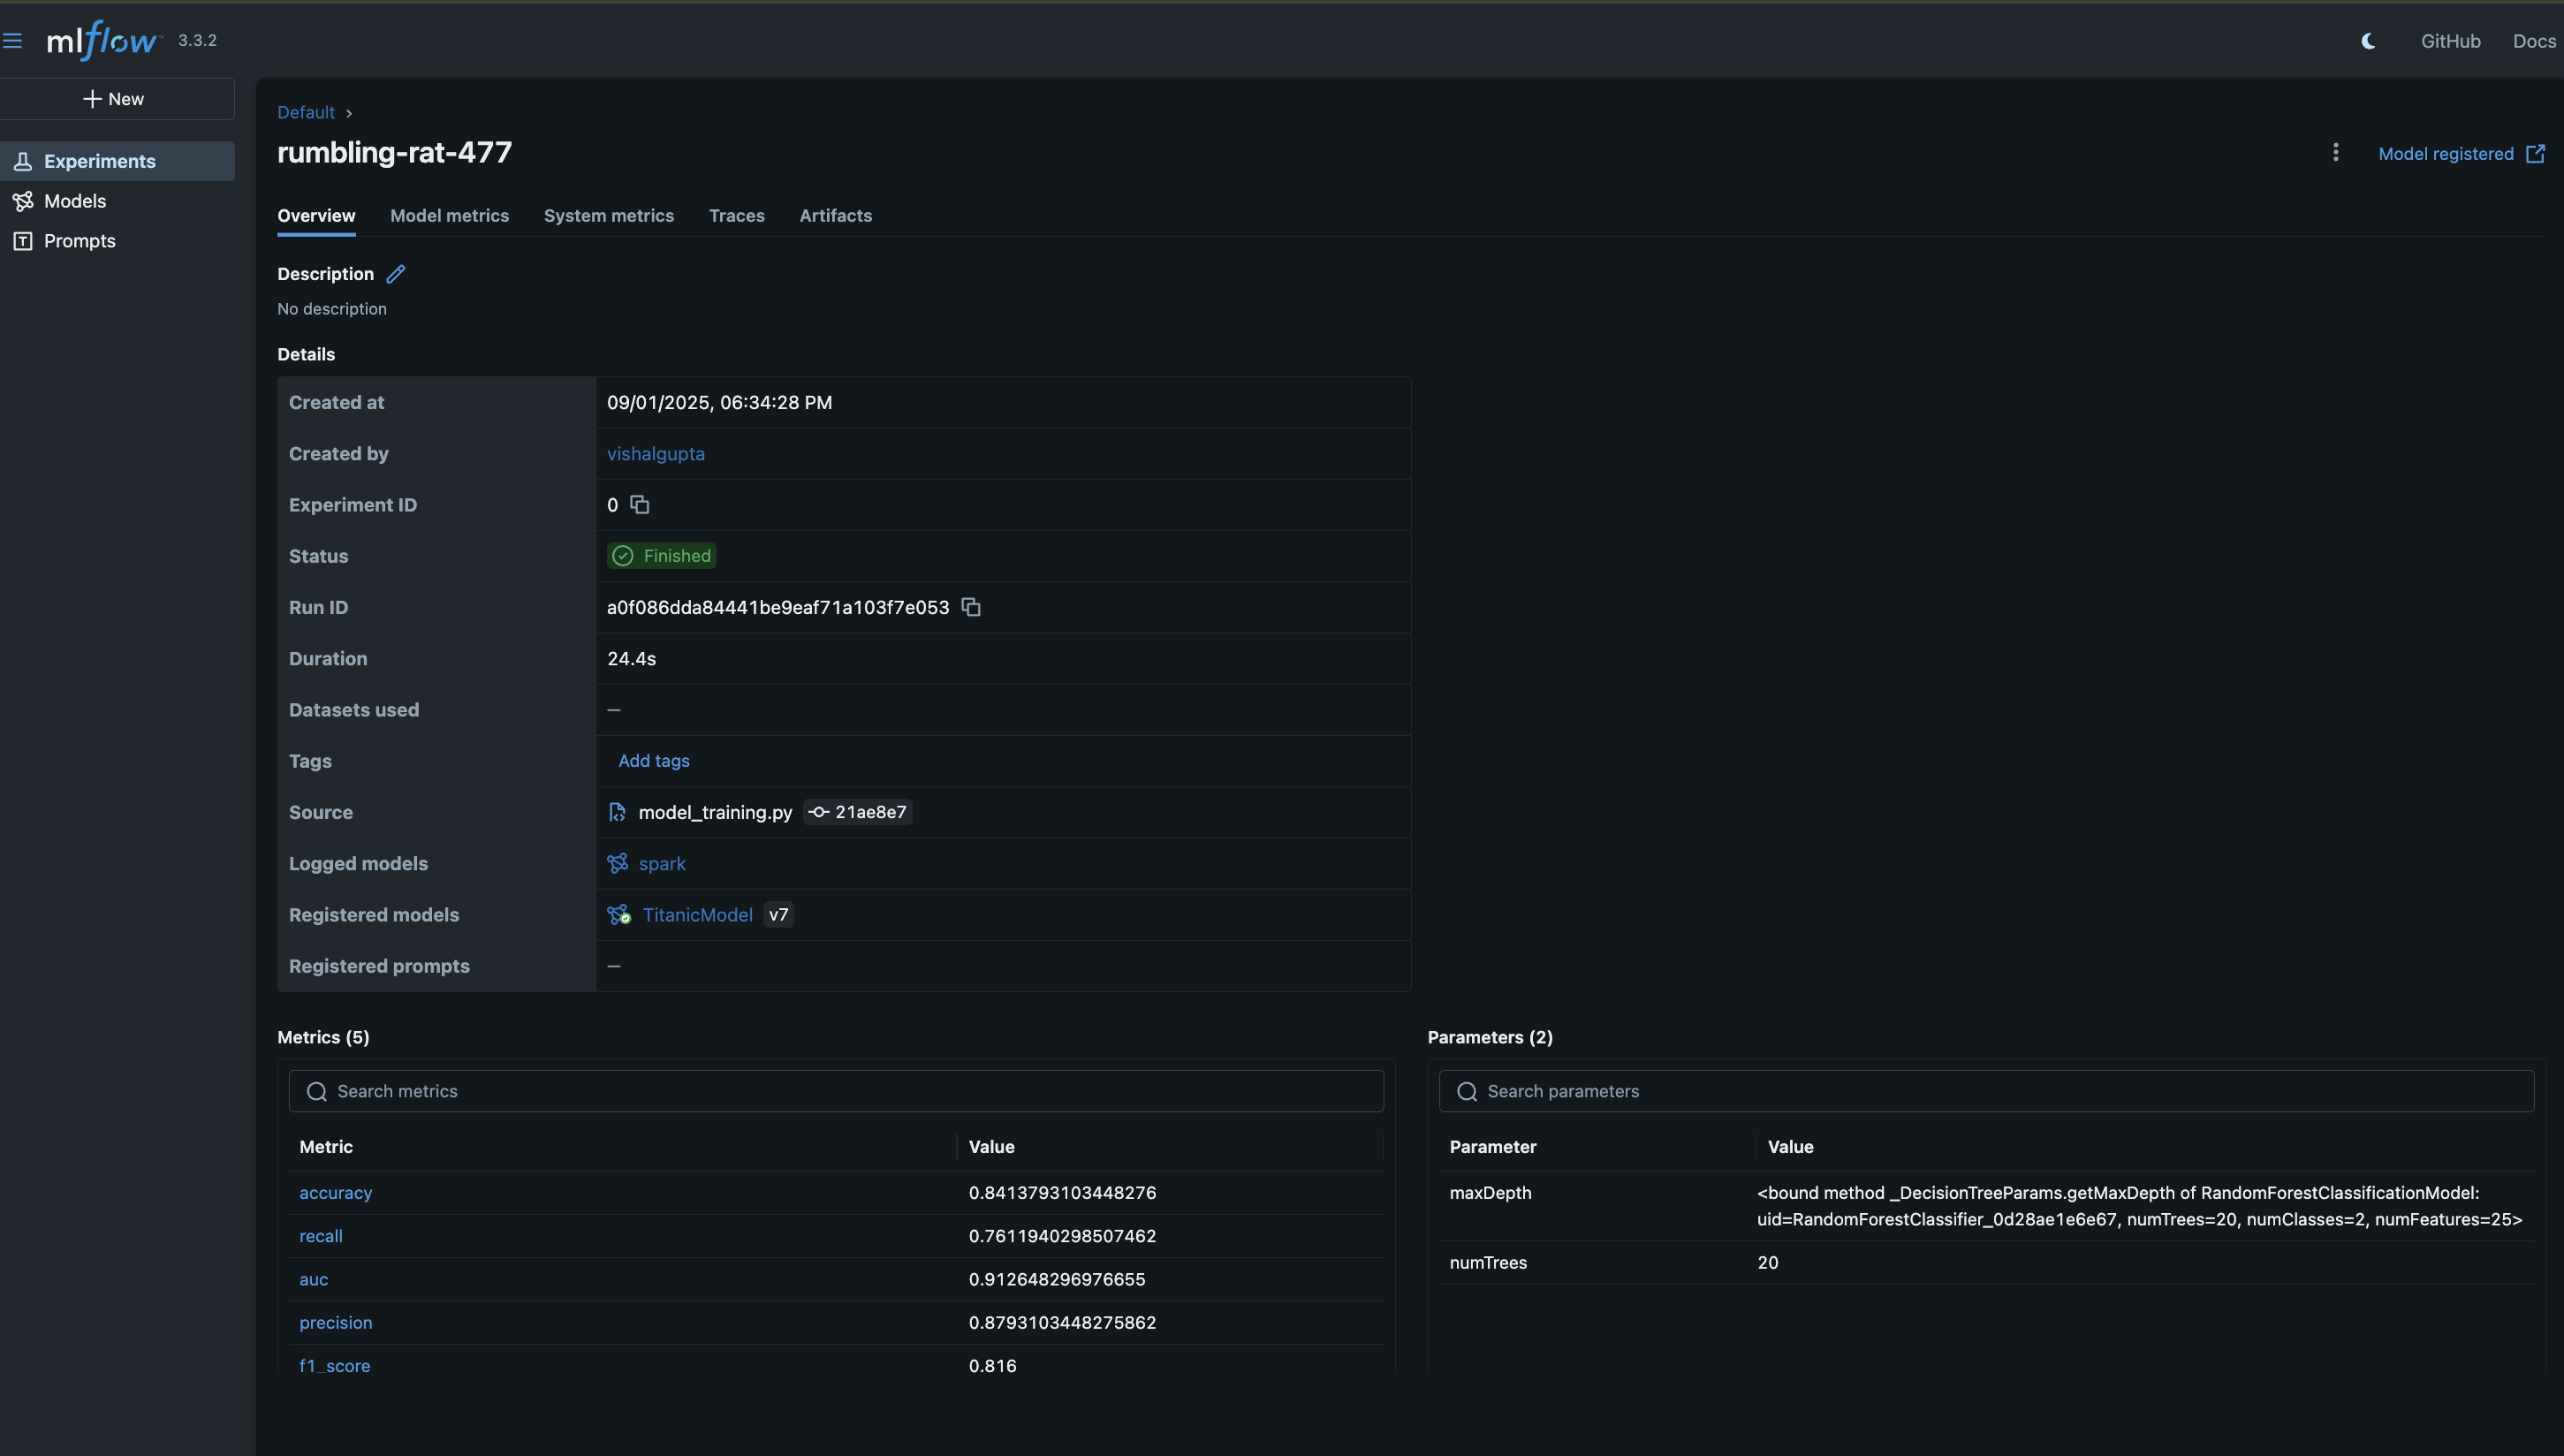 mlflow 3.3.2
GitHub Docs
New
Experiments
Models
Prompts
Default
rumbling-rat-477
Model registered
Overview Model metrics System metrics Traces Artifacts
Description
No description
Details
Created at 09/01/2025, 06:34:28 PM
Created by vishalgupta
Experiment ID 0
Status Finished
Run ID a0f086dda84441be9eaf71a103f7e053
Duration 24.4s
Datasets used —
Tags Add tags
Source model_training.py 21ae8e7
Logged models spark
Registered models TitanicModel v7
Registered prompts —
Metrics (5)
Search metrics
Metric Value
accuracy 0.8413793103448276
recall 0.7611940298507462
auc 0.912648296976655
precision 0.8793103448275862
f1_score 0.816
Parameters (2)
Search parameters
Parameter Value
maxDepth <bound method _DecisionTreeParams.getMaxDepth of RandomForestClassificationModel:
uid=RandomForestClassifier_0d28ae1e6e67, numTrees=20, numClasses=2, numFeatures=25>
numTrees 20